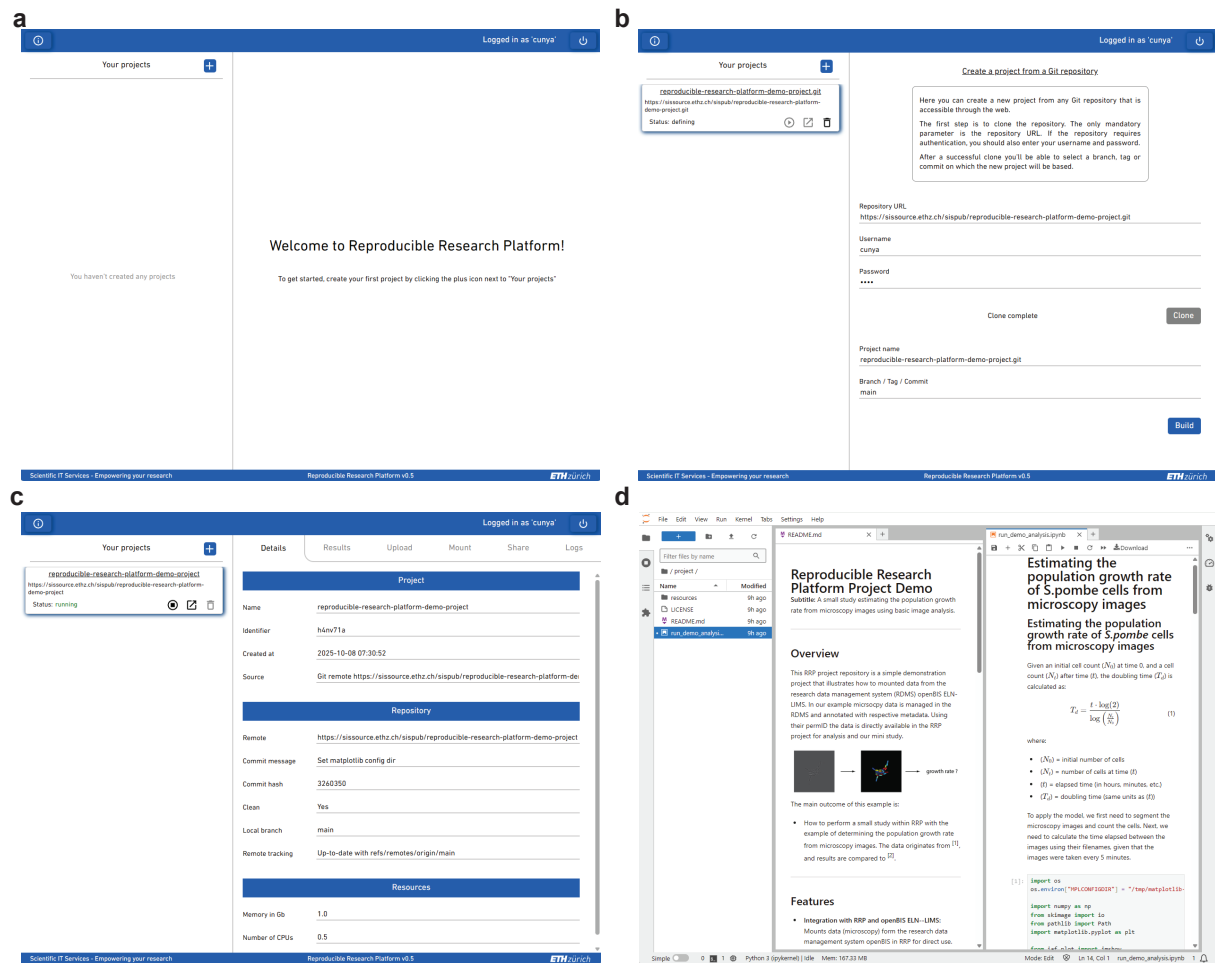 a
Logged in as 'cunya'
Your projects
You haven't created any projects
Welcome to Reproducible Research Platform!
To get started, create your first project by clicking the plus icon next to "Your projects"
Scientific IT Services - Empowering your research
Reproducible Research Platform v0.5
ETH zürich
b
Logged in as 'cunya'
Your projects
reproducible-research-platform-demo-project.git
https://sissource.ethz.ch/sispub/reproducible-research-platform-
demo-project.git
Status: defining
Create a project from a Git repository
Here you can create a new project from any Git repository that is
accessible through the web.
The first step is to clone the repository. The only mandatory
parameter is the repository URL. If the repository requires
authentication, you should also enter your username and password.
After a successful clone you'll be able to select a branch, tag or
commit on which the new project will be based.
Repository URL
https://sissource.ethz.ch/sispub/reproducible-research-platform-demo-project.git
Username
cunya
Password
••••
Clone complete
Clone
Project name
reproducible-research-platform-demo-project.git
Branch / Tag / Commit
main
Build
Scientific IT Services - Empowering your research
Reproducible Research Platform v0.5
ETH zürich
c
Logged in as 'cunya'
Your projects
reproducible-research-platform-demo-project
https://sissource.ethz.ch/sispub/reproducible-research-platform-
demo-project
Status: running
Details Results Upload Mount Share Logs
Project
Name reproducible-research-platform-demo-project
Identifier h4nv71a
Created at 2025-10-08 07:30:52
Source Git remote https://sissource.ethz.ch/sispub/reproducible-research-platform-de
Repository
Remote https://sissource.ethz.ch/sispub/reproducible-research-platform-demo-project
Commit message Set matplotlib config dir
Commit hash 3260350
Clean Yes
Local branch main
Remote tracking Up-to-date with refs/remotes/origin/main
Resources
Memory in Gb 1.0
Number of CPUs 0.5
Scientific IT Services - Empowering your research
Reproducible Research Platform v0.5
ETH zürich
d
File Edit View Run Kernel Tabs Settings Help
Filter files by name
/ project /
Name Modified
resources 9h ago
LICENSE 9h ago
README.md 9h ago
run_demo_analysi... 9h ago
README.md
Reproducible Research
Platform Project Demo
Subtitle: A small study estimating the population growth
rate from microscopy images using basic image analysis.
Overview
This RRP project repository is a simple demonstration
project that illustrates how to mounted data from the
research data management system (RDMS) openBIS ELN-
LIMS. In our example micrsocpy data is managed in the
RDMS and annotated with respective metadata. Using
their permID the data is directly available in the RRP
project for analysis and our mini study.
growth rate ?
The main outcome of this example is:
• How to perform a small study within RRP with the
example of determining the population growth rate
from microscopy images. The data originates from [1],
and results are compared to [2].
Features
• Integration with RRP and openBIS ELN--LIMS:
Mounts data (microscopy) form the research data
management system openBIS in RRP for direct use.
run_demo_analysis.ipynb
Download
Estimating the
population growth rate
of S.pombe cells from
microscopy images
Estimating the population
growth rate of S.pombe cells
from microscopy images
Given an initial cell count (N0) at time 0, and a cell
count (Nt) after time (t), the doubling time (Td) is
calculated as:
Td = t · log(2) / log (Nt / N0) (1)
where:
• (N0) = initial number of cells
• (Nt) = number of cells at time (t)
• (t) = elapsed time (in hours, minutes, etc.)
• (Td) = doubling time (same units as (t))
To apply the model, we first need to segment the
microscopy images and count the cells. Next, we
need to calculate the time elapsed between the
images using their filenames, given that the
images were taken every 5 minutes.
[1]: import os
os.environ["MPLCONFIGDIR"] = "/tmp/matplotlib-
import numpy as np
from skimage import io
from pathlib import Path
import matplotlib.pyplot as plt
Simple 0 1 Python 3 (ipykernel) | Idle Mem: 167.33 MB
Mode: Edit Ln 14, Col 1 run_demo_analysis.ipynb 1